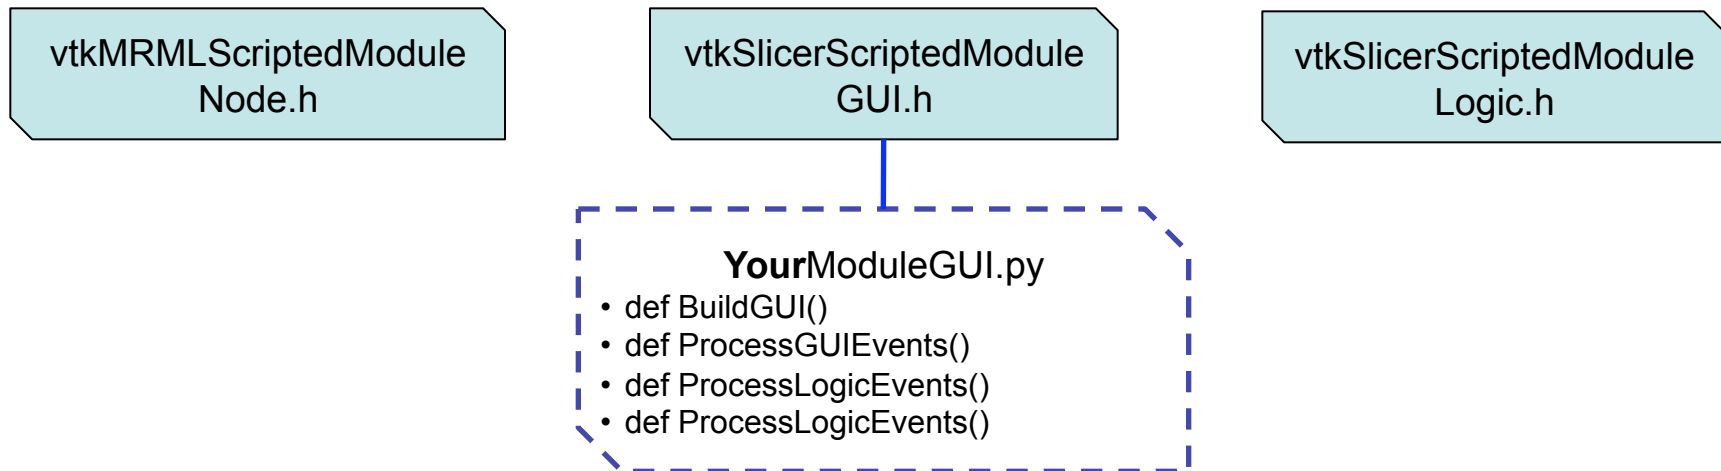 vtkMRMLScriptedModule
Node.h
vtkSlicerScriptedModule
GUI.h
vtkSlicerScriptedModule
Logic.h
YourModuleGUI.py
• def BuildGUI()
• def ProcessGUIEvents()
• def ProcessLogicEvents()
• def ProcessLogicEvents()